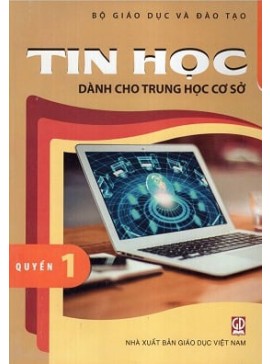 BỘ GIÁO DỤC VÀ ĐÀO TẠO
TIN HỌC
DÀNH CHO TRUNG HỌC CƠ SỞ
QUYỂN 1
NHÀ XUẤT BẢN GIÁO DỤC VIỆT NAM